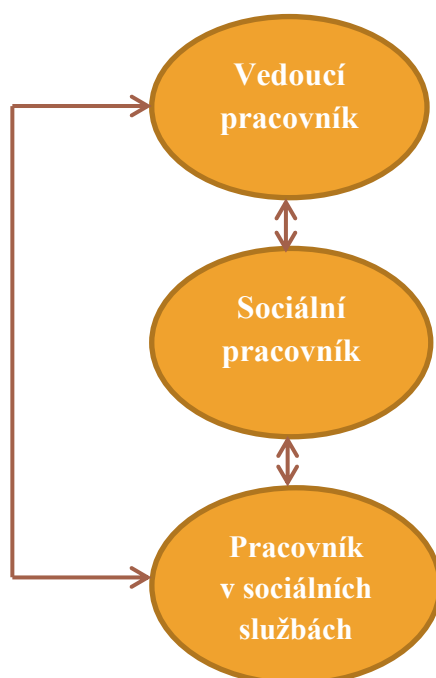 Vedoucí
pracovník
Sociální
pracovník
Pracovník
v sociálních
službách